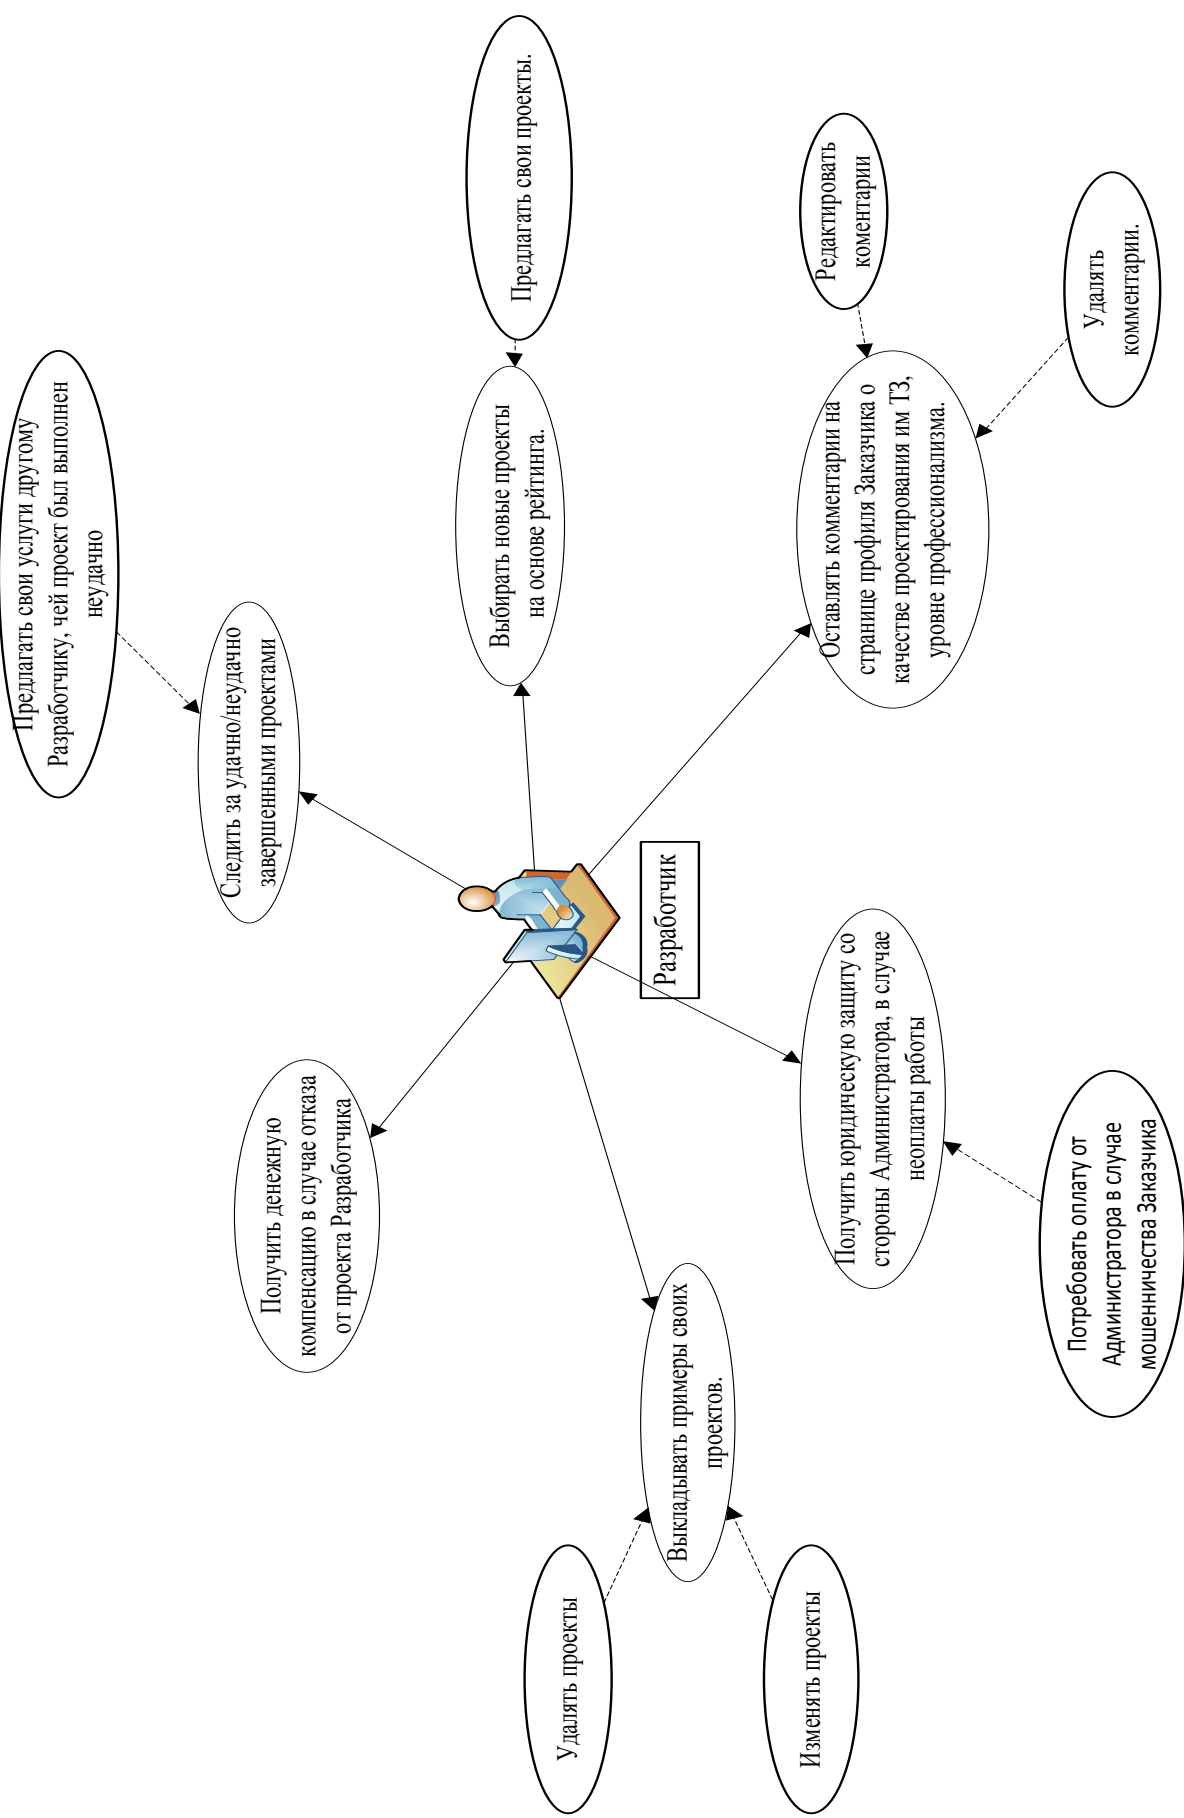 Предлагать свои услуги другому
Разработчику, чей проект был выполнен
неудачно
Следить за удачно/неудачно
завершенными проектами
Получить денежную
компенсацию в случае отказа
от проекта Разработчика
Предлагать свои проекты.
Выбирать новые проекты
на основе рейтинга.
Разработчик
Удалять проекты
Выкладывать примеры своих
проектов.
Изменять проекты
Редактировать
коментарии
Оставлять комментарии на
странице профиля Заказчика о
качестве проектирования им ТЗ,
уровне профессионализма.
Удалять
комментарии.
Получить юридическую защиту со
стороны Администратора, в случае
неоплаты работы
Потребовать оплату от
Администратора в случае
мошенничества Заказчика